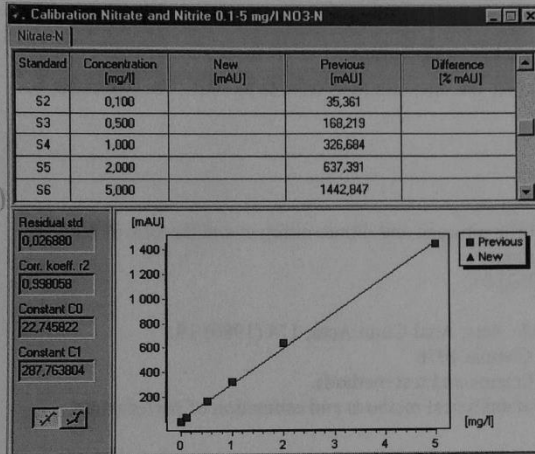 Calibration Nitrate and Nitrite 0.1-5 mg/l NO3-N
Nitrate-N
Standard Concentration [mg/l] New [mAU] Previous [mAU] Difference [% mAU]
S2 0,100 35,361
S3 0,500 168,219
S4 1,000 326,684
S5 2,000 637,391
S6 5,000 1442,847
Residual std
0,026880
Corr. koeff. r2
0,998058
Constant C0
22,745822
Constant C1
287,763804
[mAU]
1 400
1 200
1 000
800
600
400
200
0 1 2 3 4 5 [mg/l]
Previous
New